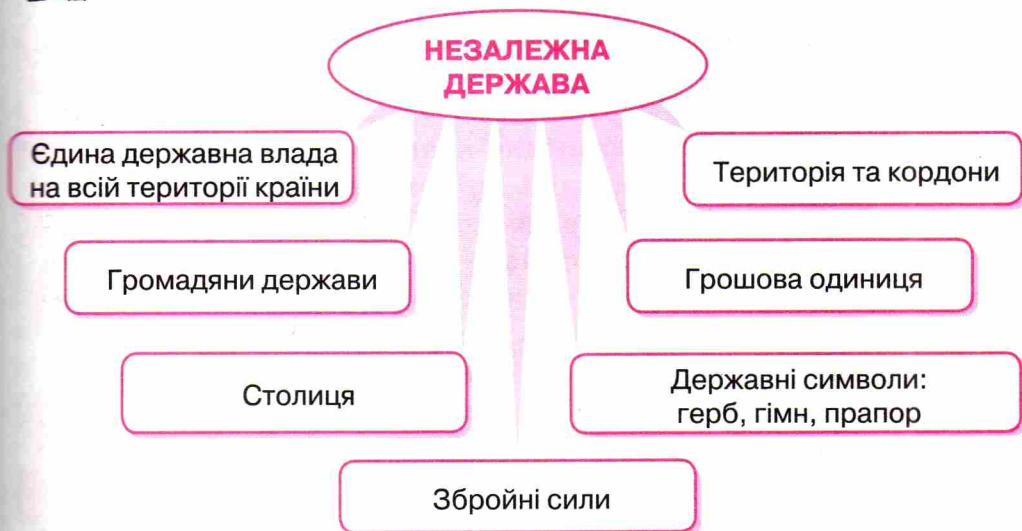 НЕЗАЛЕЖНА
ДЕРЖАВА
Єдина державна влада
на всій території країни
Територія та кордони
Громадяни держави
Грошова одиниця
Столиця
Державні символи:
герб, гімн, прапор
Збройні сили